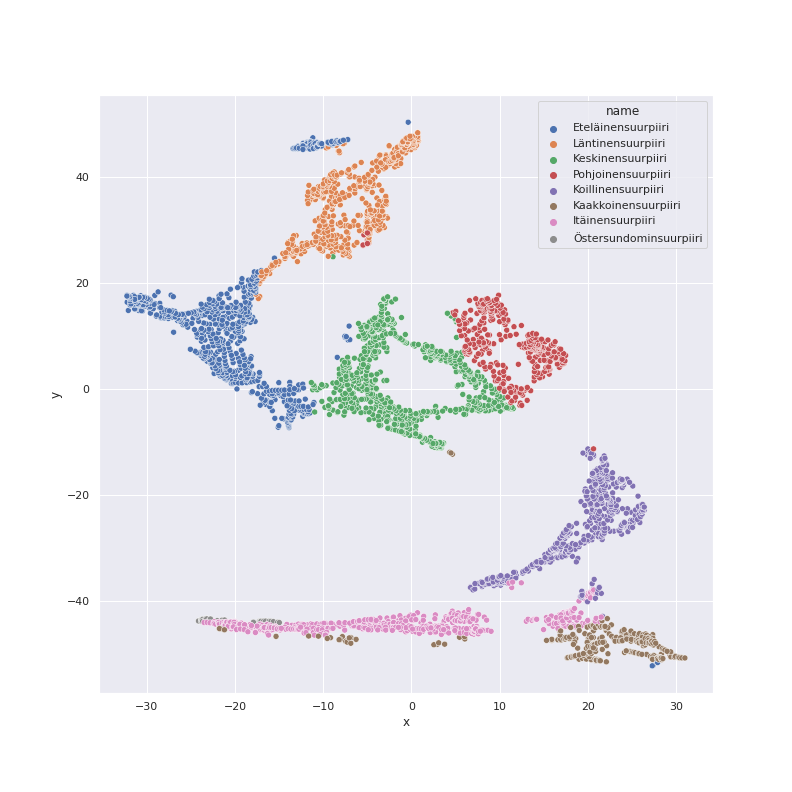 name
Eteläinensuurpiiri
Läntinensuurpiiri
Keskinensuurpiiri
Pohjoinensuurpiiri
Koillinensuurpiiri
Kaakkoinensuurpiiri
Itäinensuurpiiri
Östersundominsuurpiiri
40
20
0
−20
−40
y
−30 −20 −10 0 10 20 30
x